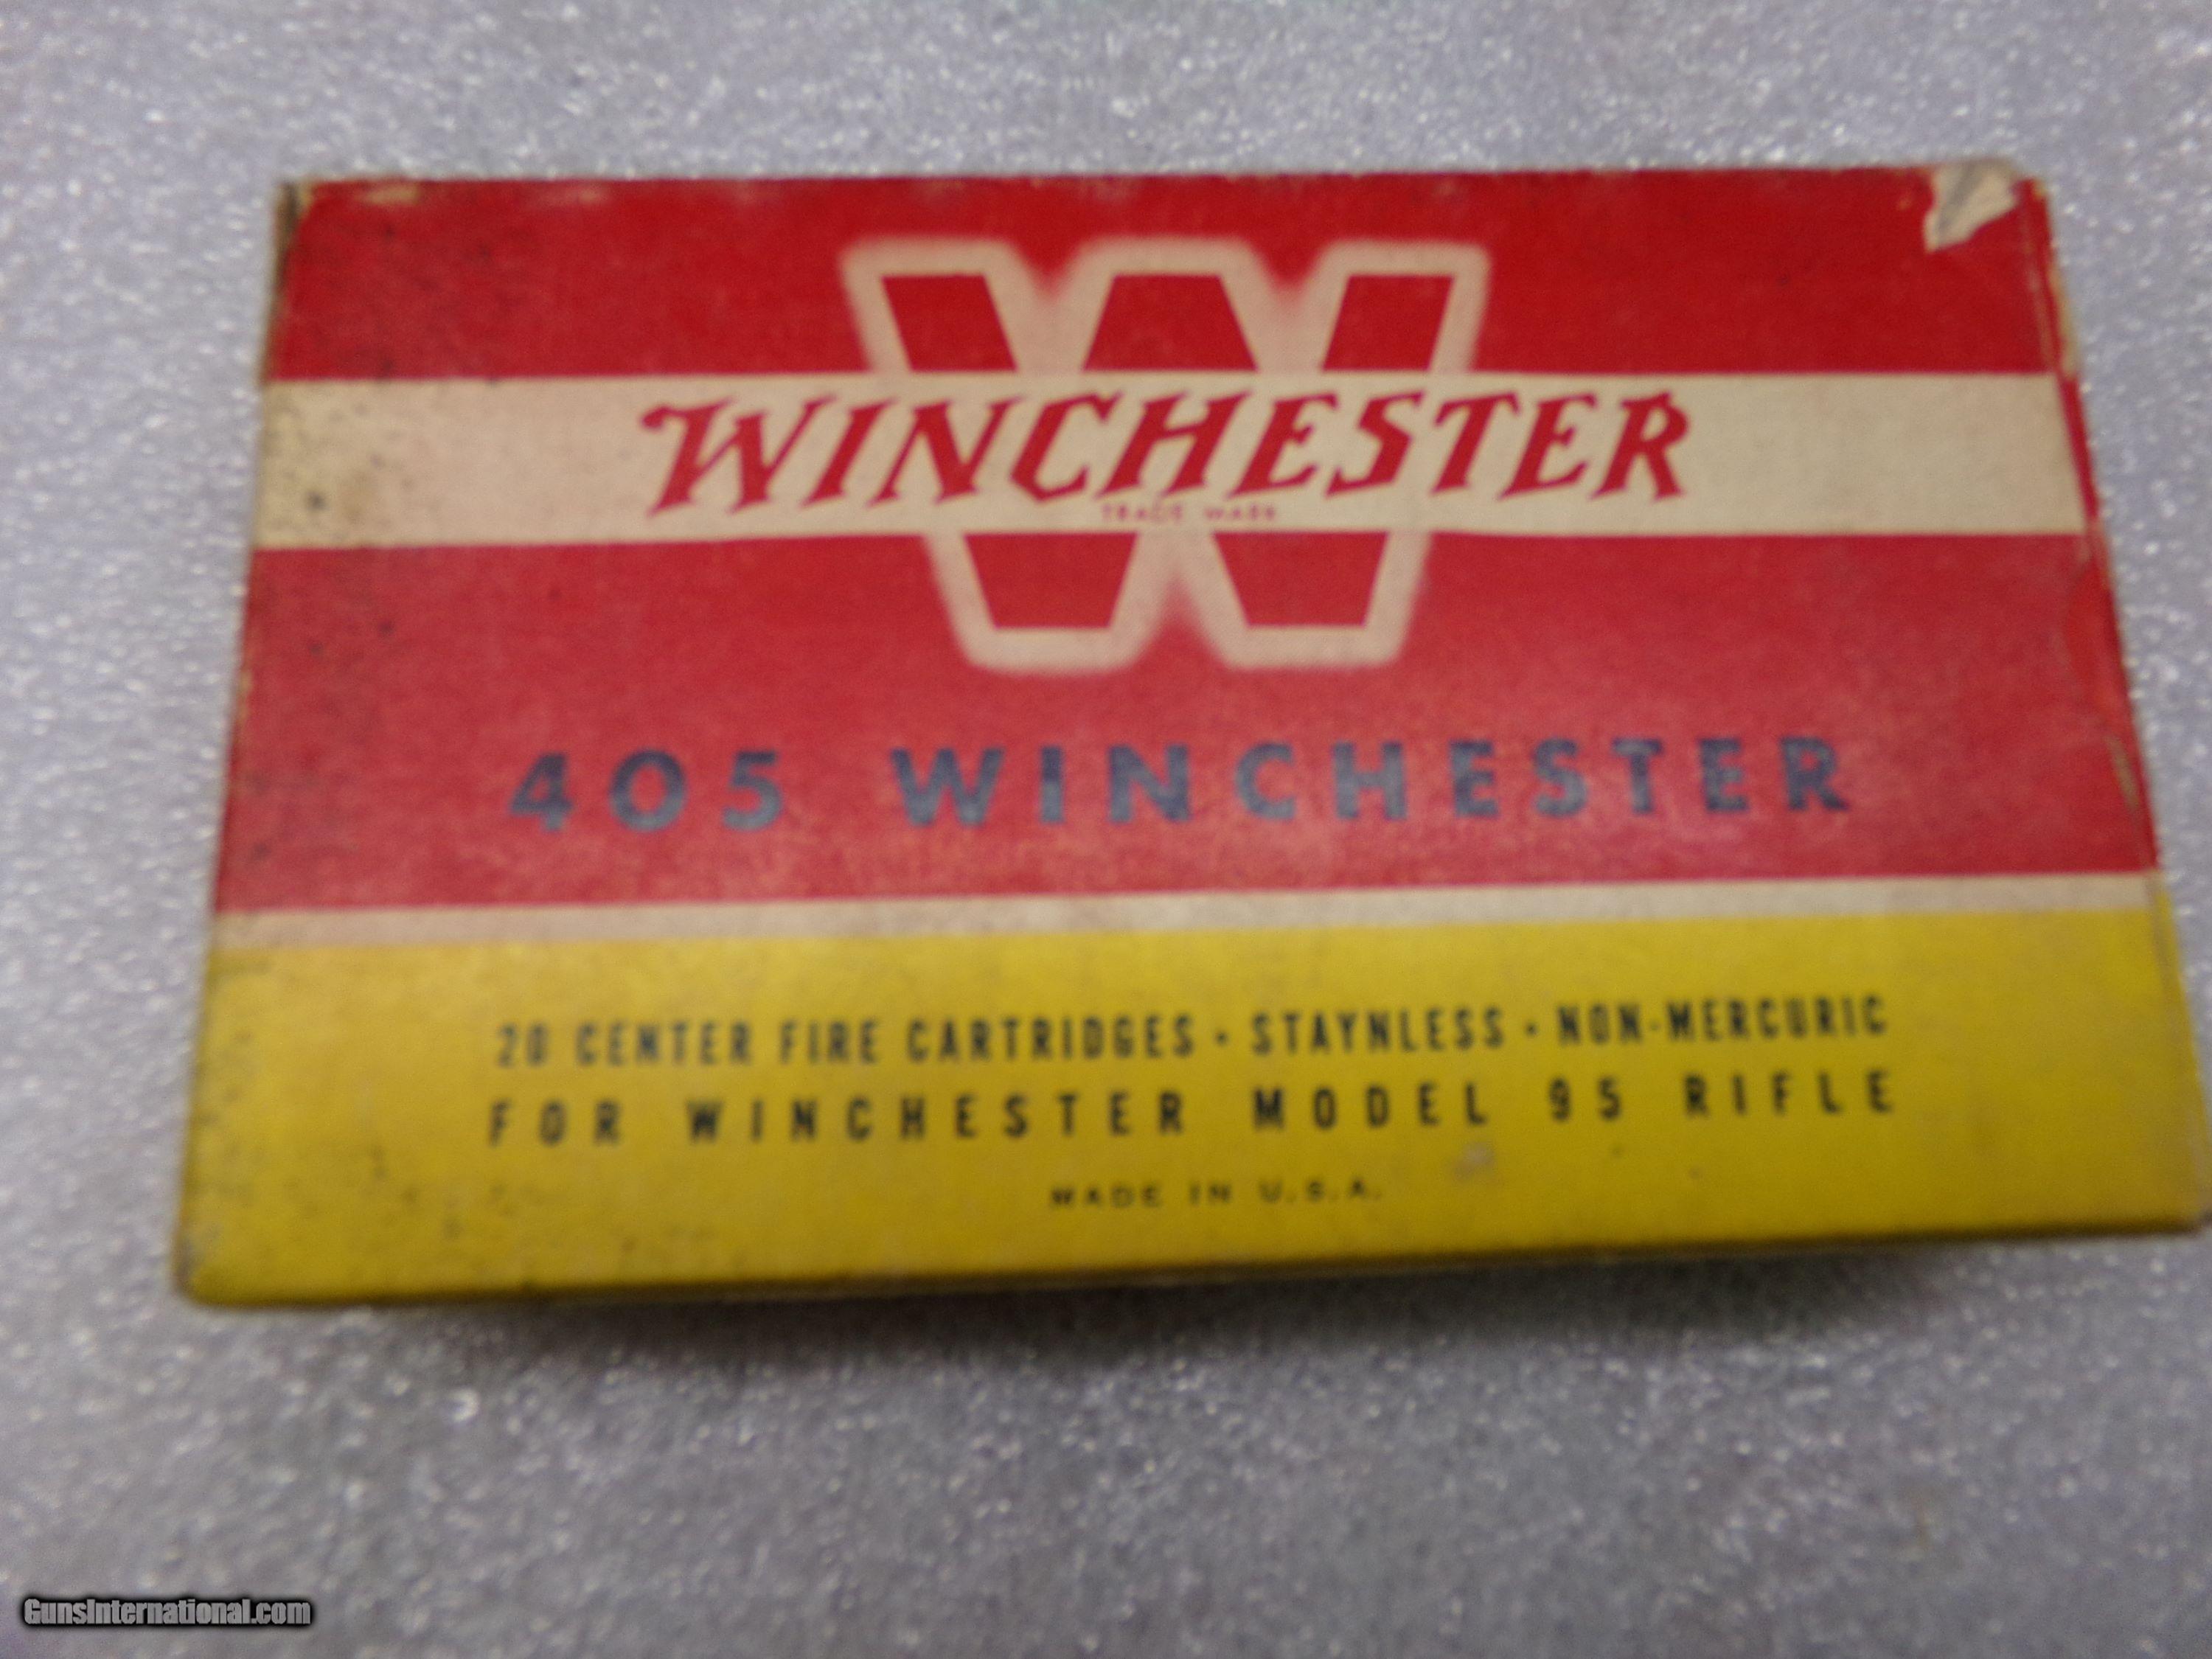 WINCHESTER
TRADE MARK
405 WINCHESTER
20 CENTER FIRE CARTRIDGES · STAYNLESS · NON-MERCURIC
FOR WINCHESTER MODEL 95 RIFLE
MADE IN U.S.A.
GunsInternational.com